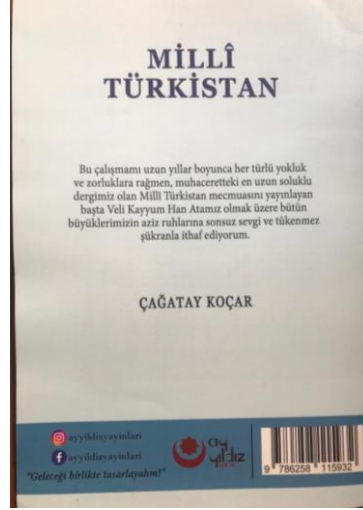 MİLLÎ
TÜRKİSTAN
Bu çalışmamı uzun yıllar boyunca her türlü yokluk
ve zorluklara rağmen, muhaceretteki en uzun soluklu
dergimiz olan Millî Türkistan mecmuasını yayınlayan
başta Veli Kayyum Han Atamız olmak üzere bütün
büyüklerimizin aziz ruhlarına sonsuz sevgi ve tükenmez
şükranla ithaf ediyorum.
ÇAĞATAY KOÇAR
ayyildizyayinlari
ayyildizyayinlari
"Geleceği birlikte tasarlayalım!"
ay
yıldız
9 786258 115932